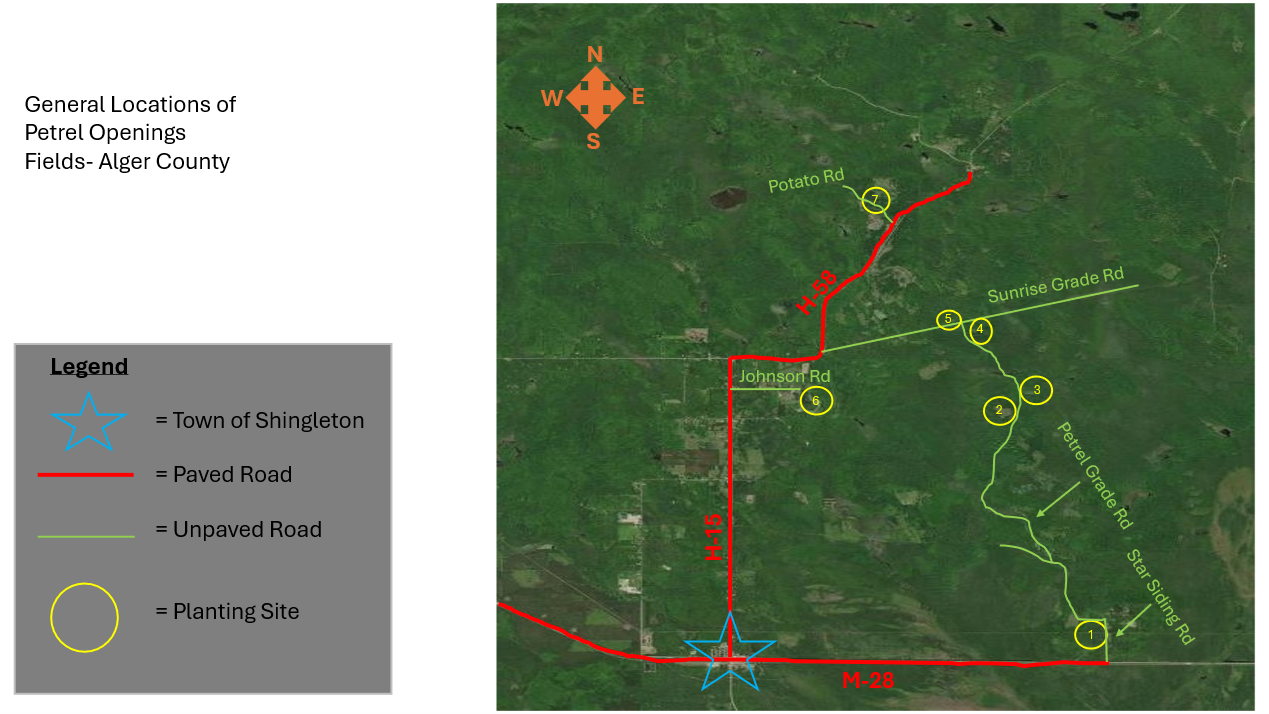 General Locations of
Petrel Openings
Fields- Alger County
Legend
= Town of Shingleton
= Paved Road
= Unpaved Road
= Planting Site
N
W E
S
Potato Rd
7
H-58
Sunrise Grade Rd
5
4
Johnson Rd
6
3
2
Petrel Grade Rd
H-15
Star Siding Rd
1
M-28